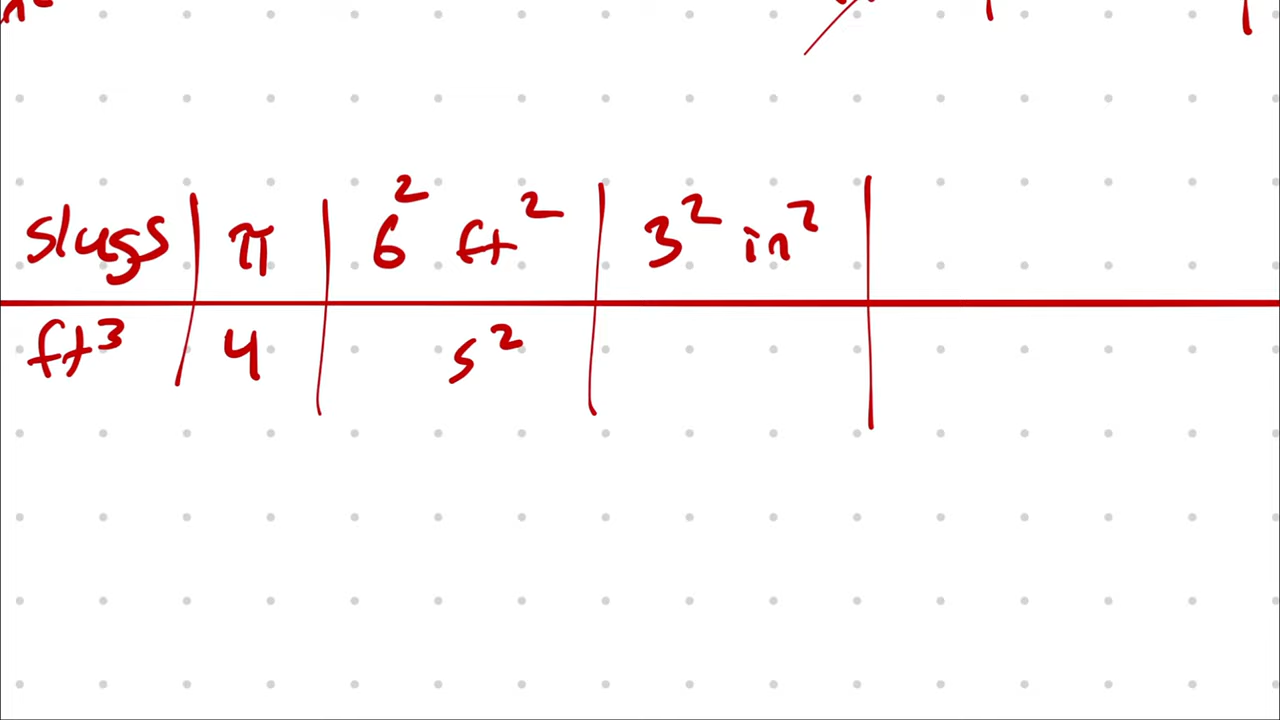 slugs | π | 6² ft² | 3² in² |
ft³ | 4 | s² | |